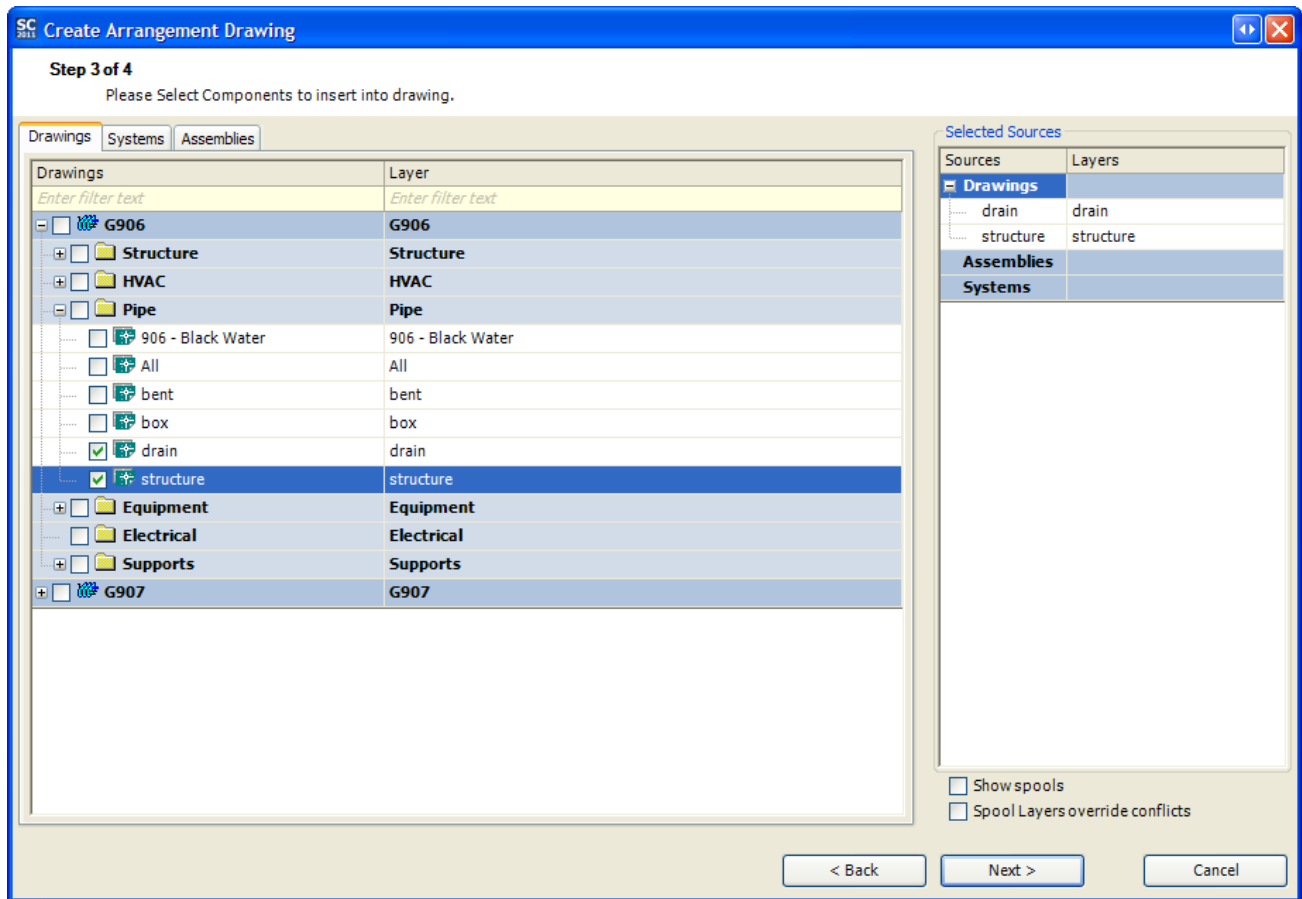 SC 2011 Create Arrangement Drawing
Step 3 of 4
Please Select Components to insert into drawing.
Drawings Systems Assemblies
Drawings Layer
Enter filter text Enter filter text
G906 G906
Structure Structure
HVAC HVAC
Pipe Pipe
906 - Black Water 906 - Black Water
All All
bent bent
box box
drain drain
structure structure
Equipment Equipment
Electrical Electrical
Supports Supports
G907 G907
Selected Sources
Sources Layers
Drawings
drain drain
structure structure
Assemblies
Systems
Show spools
Spool Layers override conflicts
< Back Next > Cancel